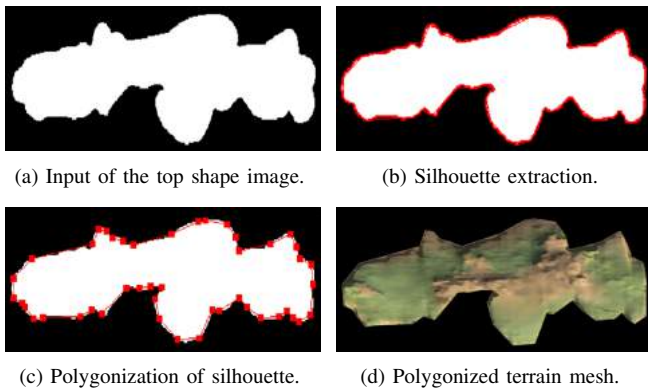 (a) Input of the top shape image.
(b) Silhouette extraction.
(c) Polygonization of silhouette.
(d) Polygonized terrain mesh.